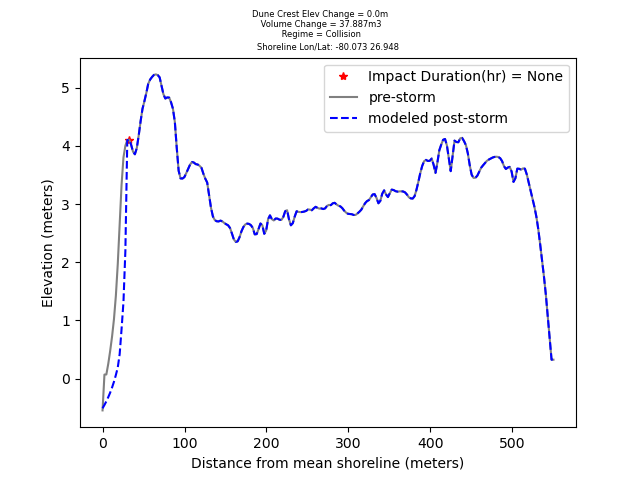 Dune Crest Elev Change = 0.0m
Volume Change = 37.887m3
Regime = Collision
Shoreline Lon/Lat: -80.073 26.948
Impact Duration(hr) = None
pre-storm
modeled post-storm
Elevation (meters)
5
4
3
2
1
0
0 100 200 300 400 500
Distance from mean shoreline (meters)